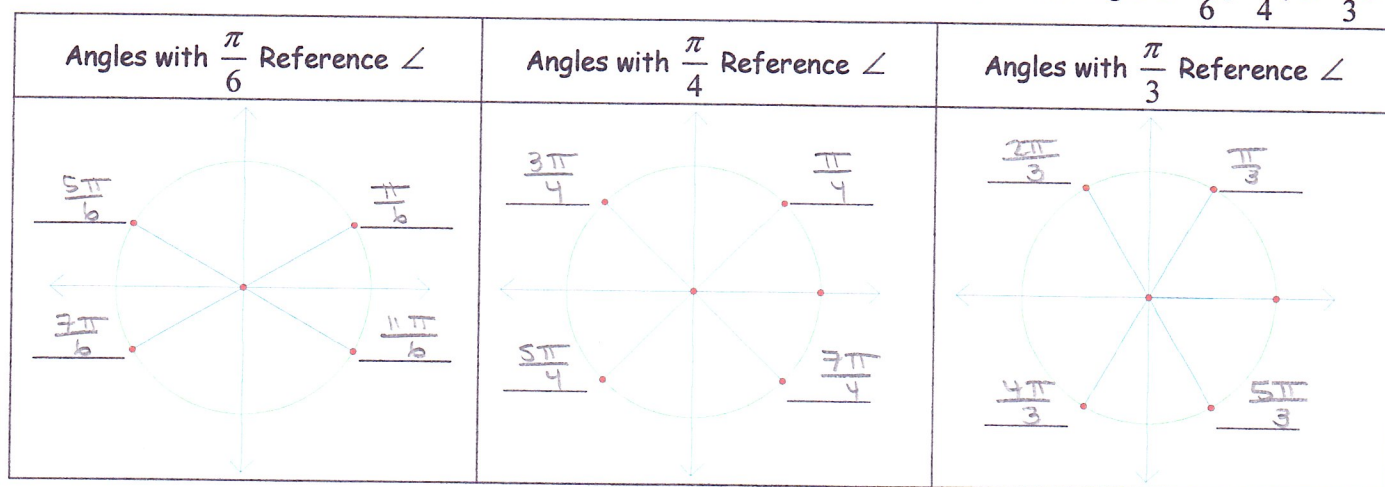 6 4 3
Angles with π/6 Reference ∠
Angles with π/4 Reference ∠
Angles with π/3 Reference ∠
5π/6
π/6
7π/6
11π/6
3π/4
π/4
5π/4
7π/4
2π/3
π/3
4π/3
5π/3